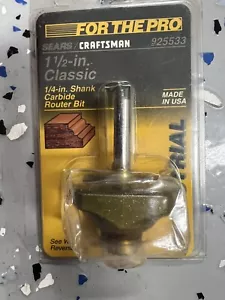 FOR THE PRO
SEARS / CRAFTSMAN
925533
1 1/2-in.
Classic
1/4-in. Shank
Carbide
Router Bit
MADE
IN USA
See
Revers